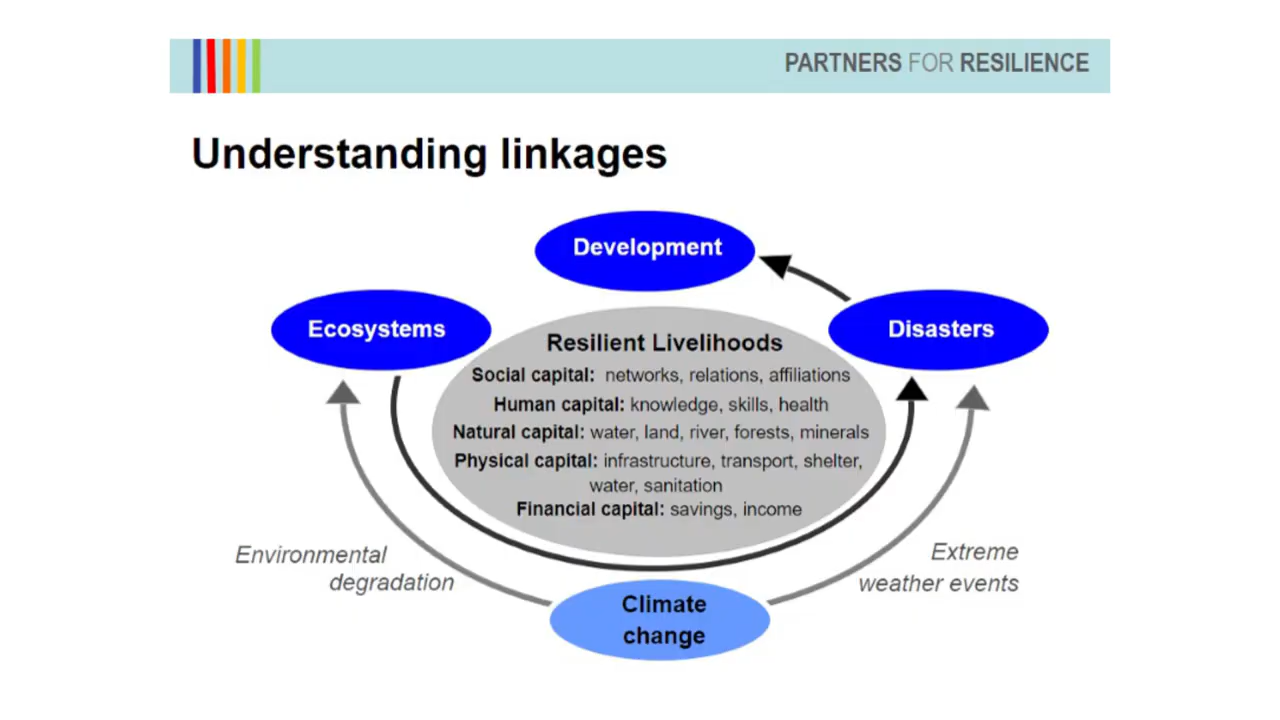 PARTNERS FOR RESILIENCE
Understanding linkages
Development
Ecosystems
Disasters
Resilient Livelihoods
Social capital: networks, relations, affiliations
Human capital: knowledge, skills, health
Natural capital: water, land, river, forests, minerals
Physical capital: infrastructure, transport, shelter,
water, sanitation
Financial capital: savings, income
Environmental
degradation
Extreme
weather events
Climate
change